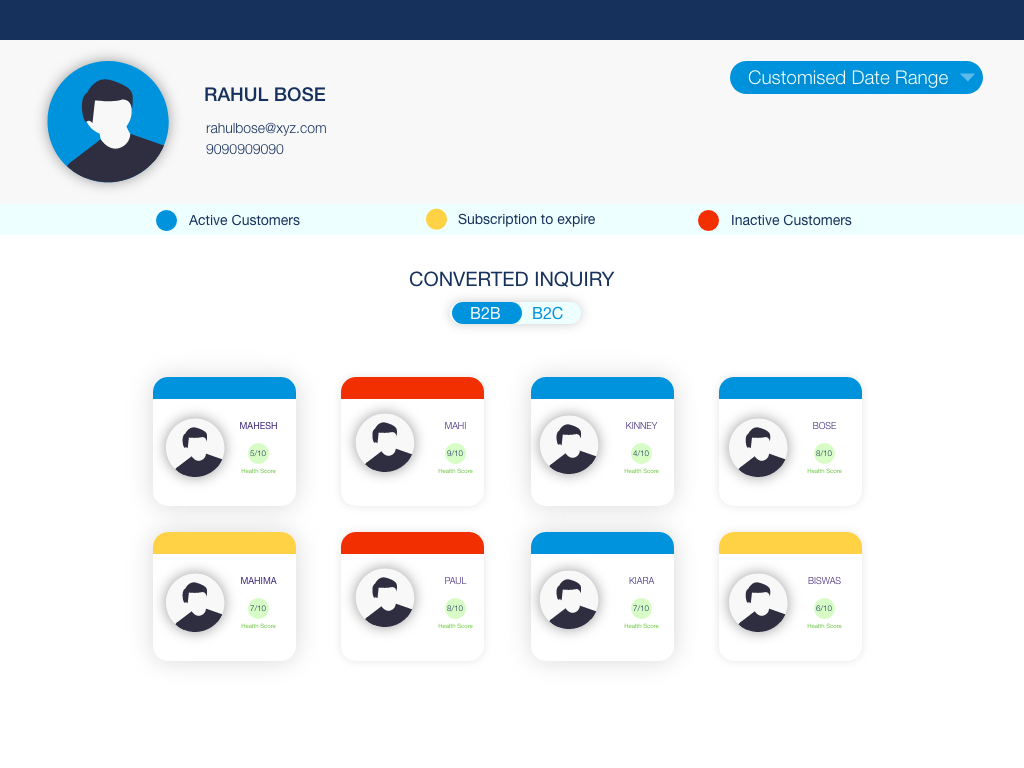 RAHUL BOSE
rahulbose@xyz.com
9090909090
Customised Date Range
Active Customers
Subscription to expire
Inactive Customers
CONVERTED INQUIRY
B2B
B2C
MAHESH
5/10
Health Score
MAHI
9/10
Health Score
KINNEY
4/10
Health Score
BOSE
8/10
Health Score
MAHIMA
7/10
Health Score
PAUL
8/10
Health Score
KIARA
7/10
Health Score
BISWAS
6/10
Health Score